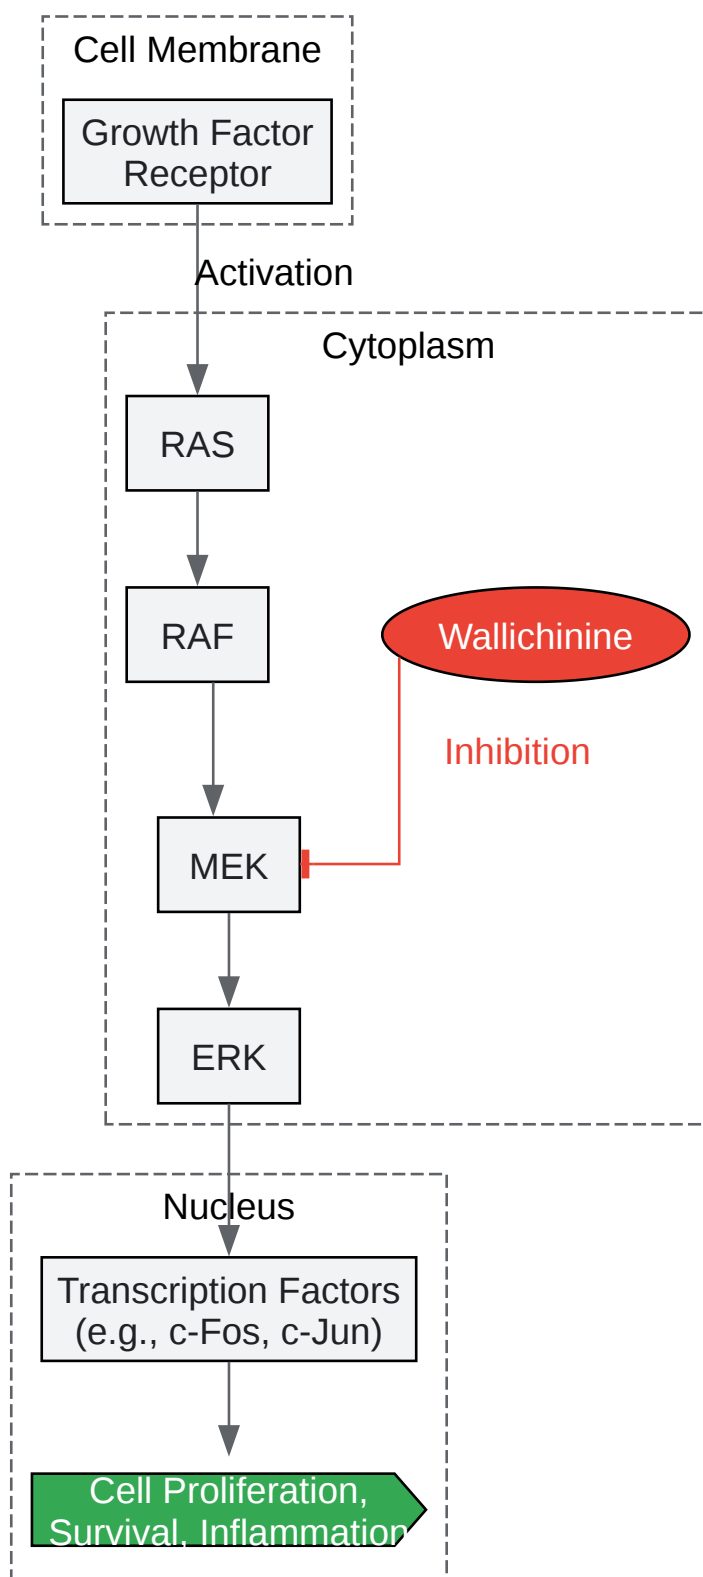 Cell Membrane
Growth Factor
Receptor
Activation
Cytoplasm
RAS
RAF
Wallichinine
Inhibition
MEK
ERK
Nucleus
Transcription Factors
(e.g., c-Fos, c-Jun)
Cell Proliferation,
Survival, Inflammation